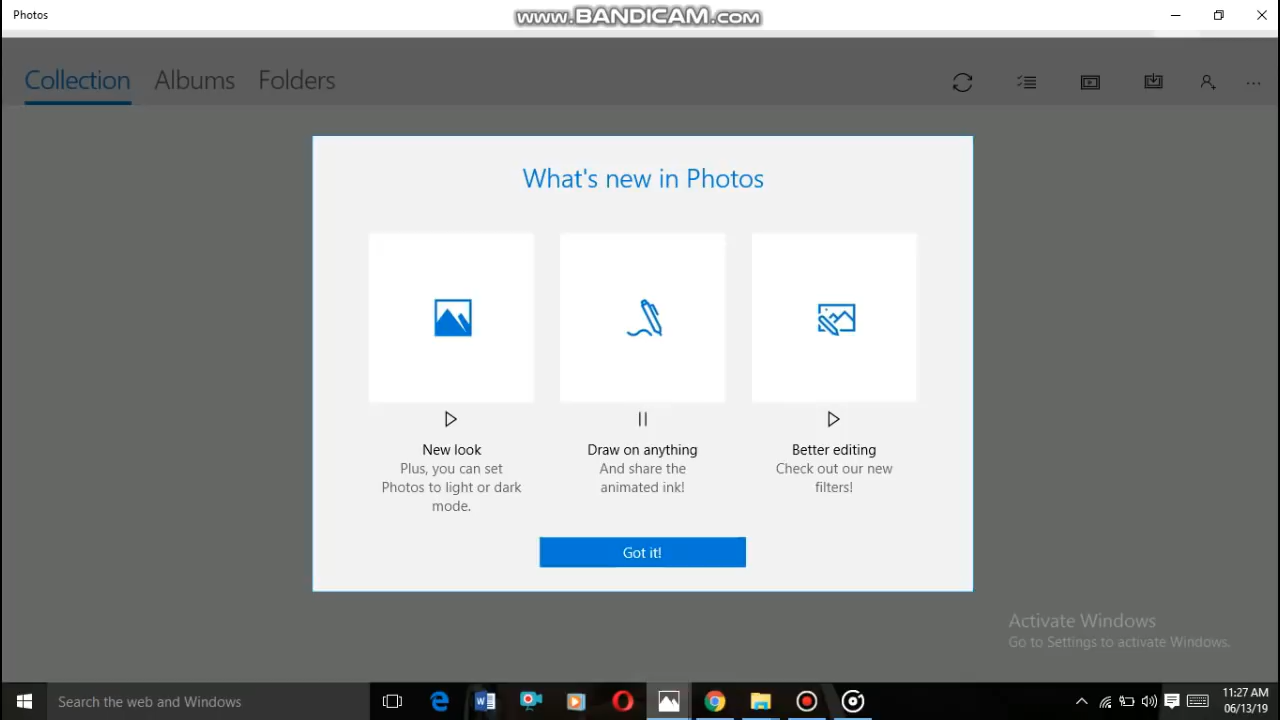 Photos
www.BANDICAM.com
Collection Albums Folders
What's new in Photos
New look
Plus, you can set
Photos to light or dark
mode.
Draw on anything
And share the
animated ink!
Better editing
Check out our new
filters!
Got it!
Activate Windows
Go to Settings to activate Windows.
Search the web and Windows
11:27 AM
06/13/19